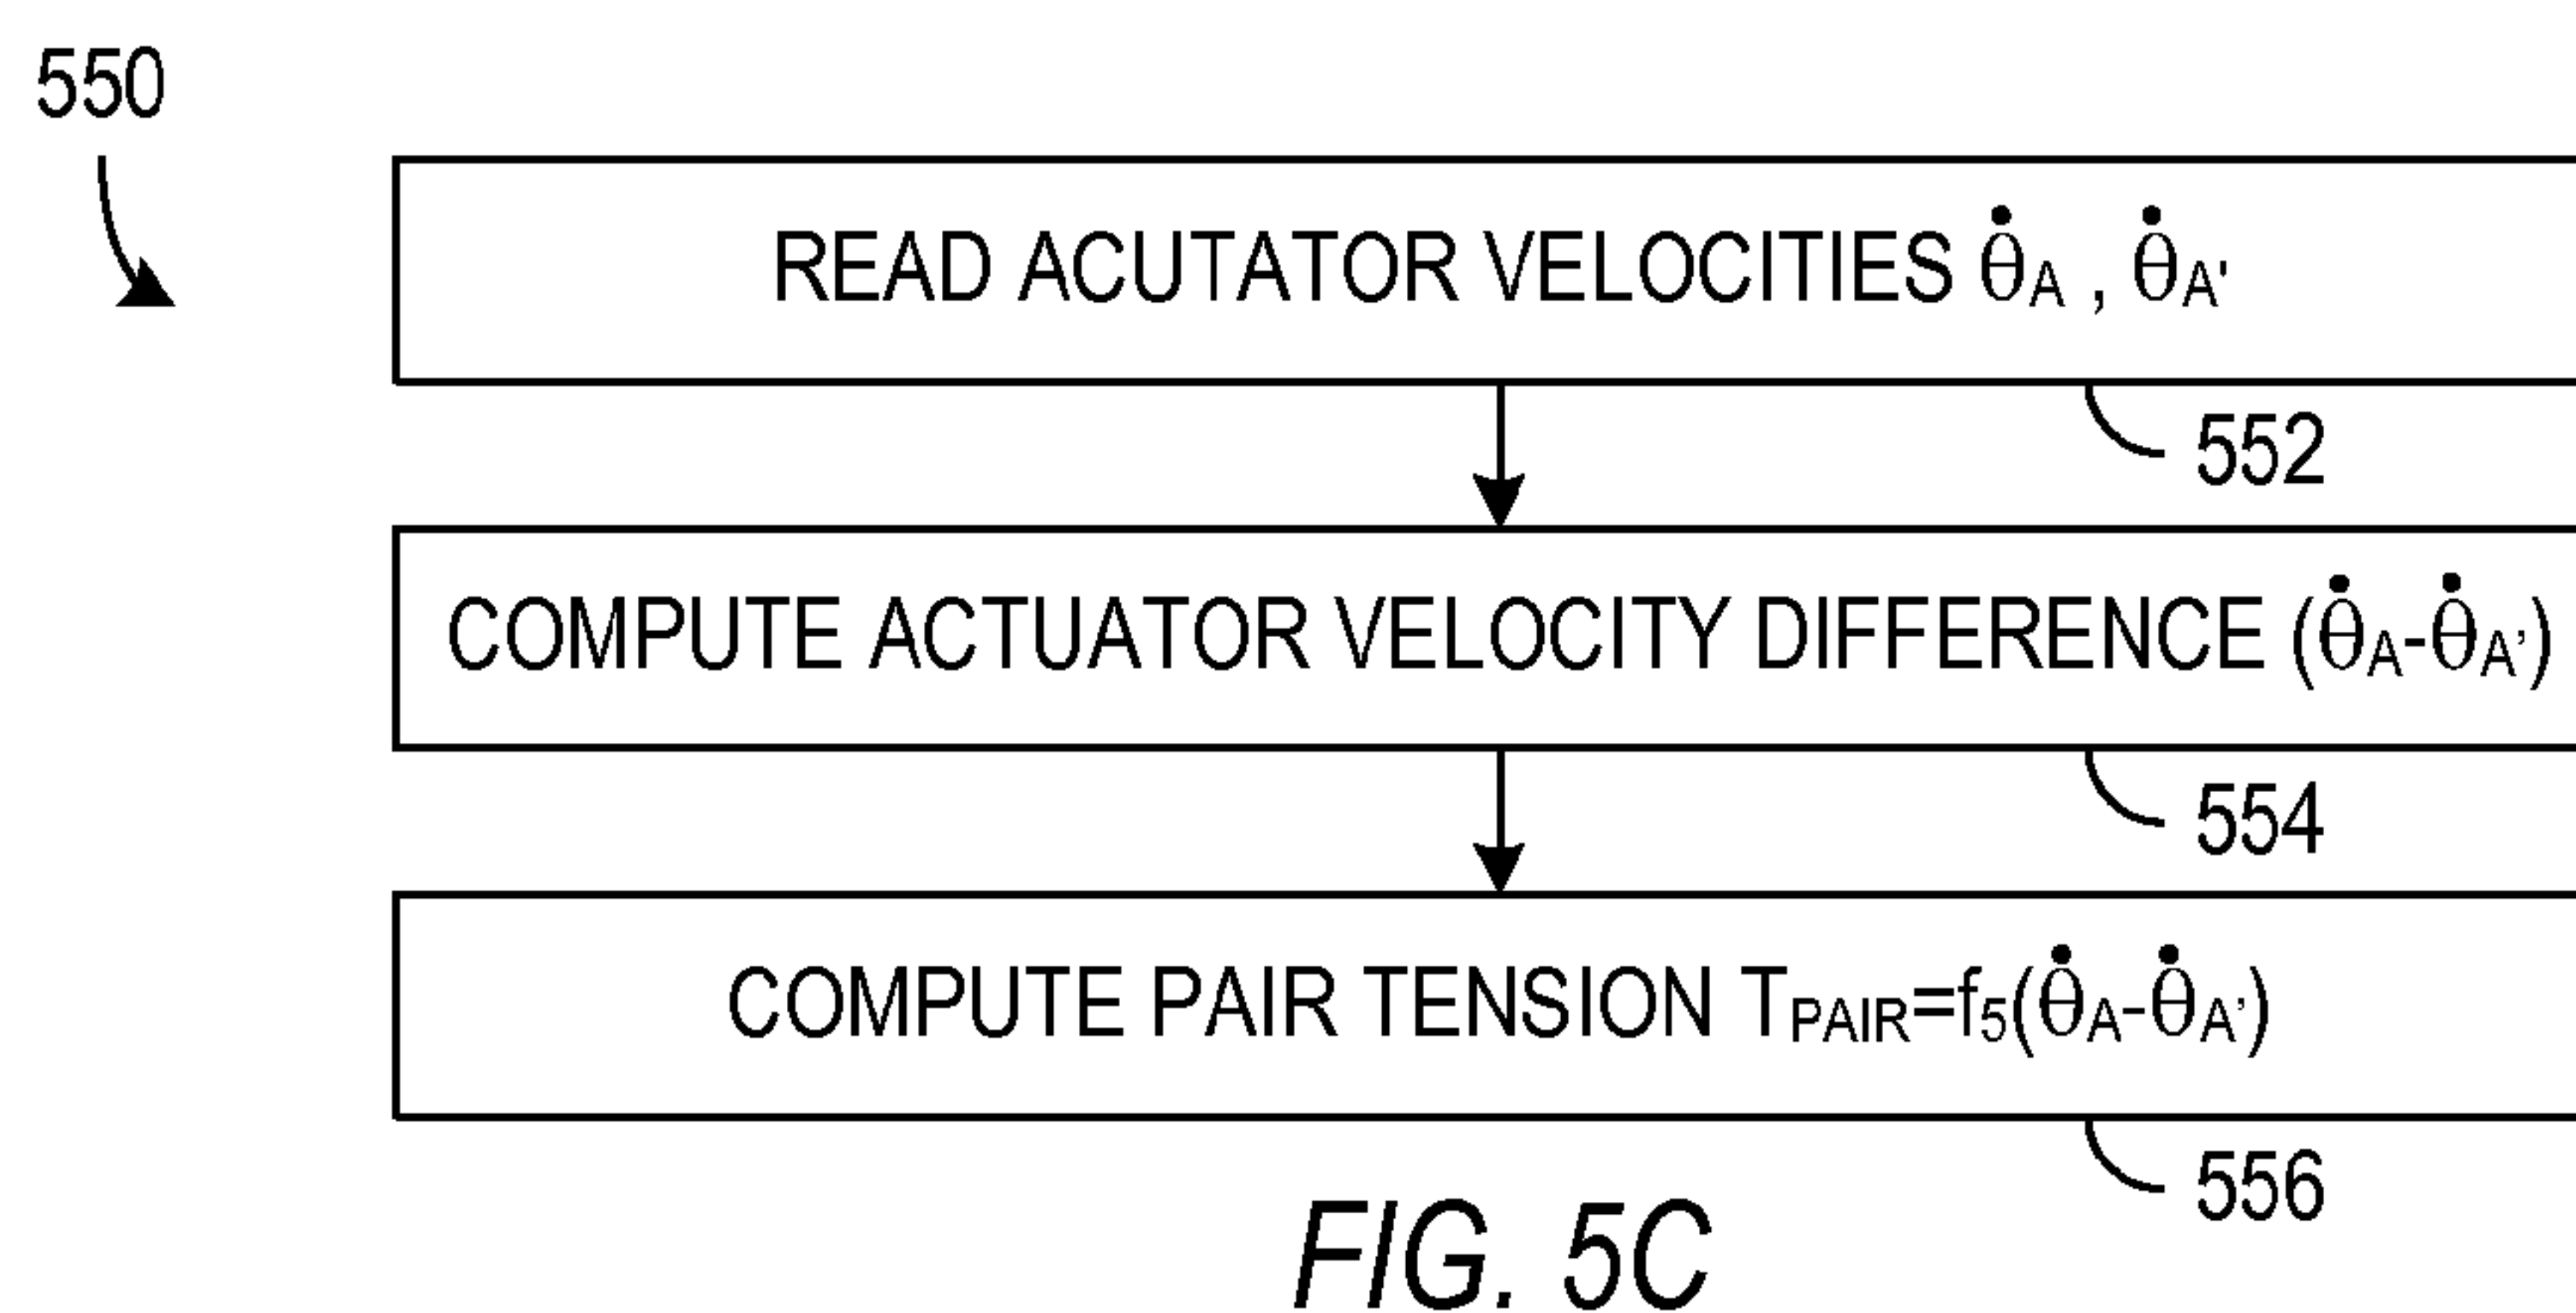 550
READ ACUTATOR VELOCITIES θ̇A , θ̇A'
552
COMPUTE ACTUATOR VELOCITY DIFFERENCE (θ̇A-θ̇A’)
554
COMPUTE PAIR TENSION TPAIR=f5(θ̇A-θ̇A’)
556
FIG. 5C